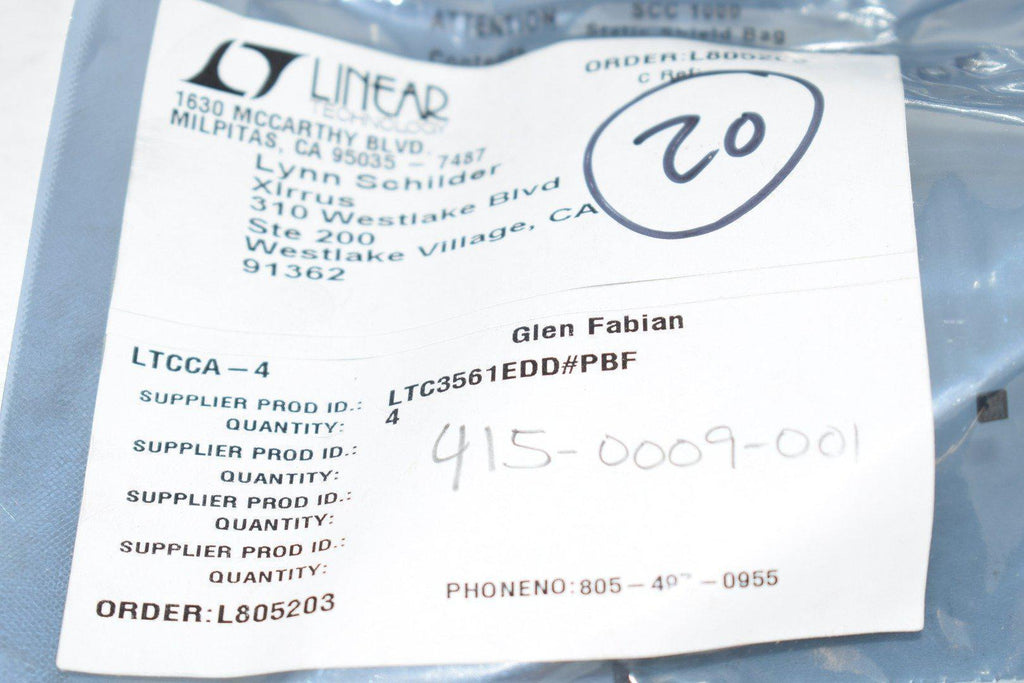 ATTENTION
SCC 1000
Static Shield Bag
LINEAR
TECHNOLOGY
1630 MCCARTHY BLVD.
MILPITAS, CA 95035 - 7487
ORDER:L805203
20
Lynn Schilder
Xirrus
310 Westlake Blvd
Ste 200
Westlake Village, CA
91362
Glen Fabian
LTCCA-4
SUPPLIER PROD ID.: LTC3561EDD#PBF
QUANTITY: 4
415-0009-001
SUPPLIER PROD ID.:
QUANTITY:
SUPPLIER PROD ID.:
QUANTITY:
SUPPLIER PROD ID.:
QUANTITY:
ORDER:L805203
PHONENO:805-49 -0955